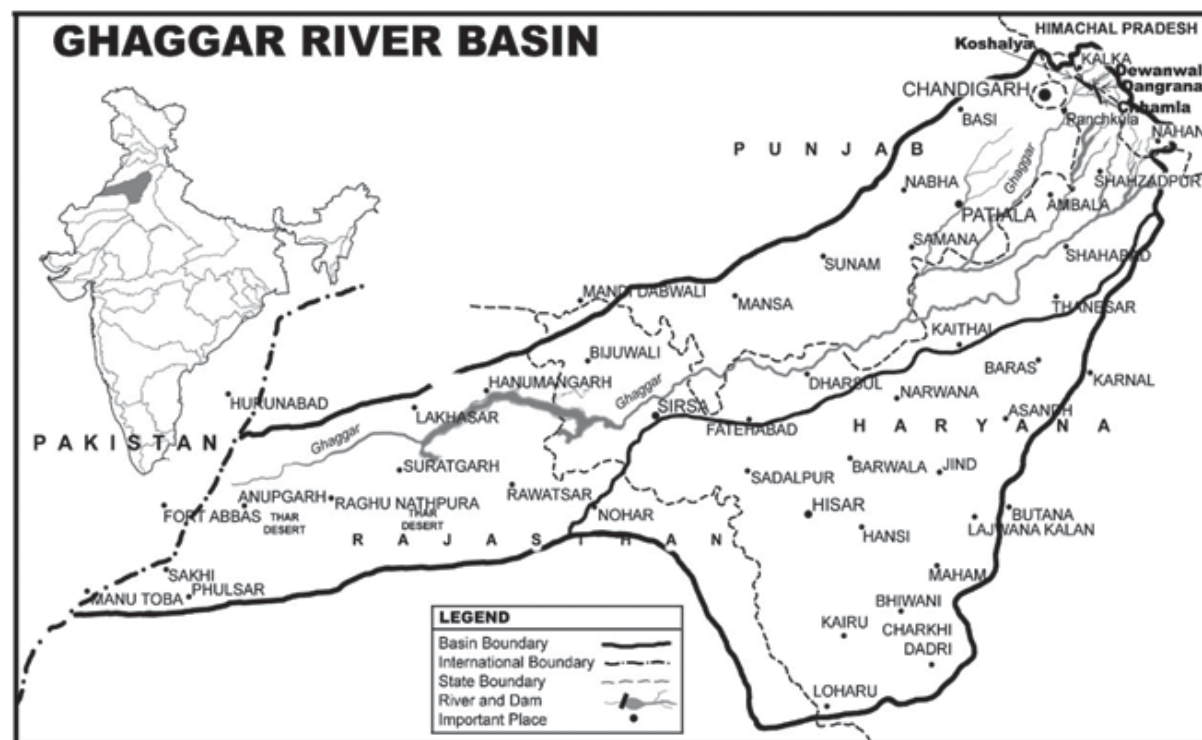 GHAGGAR RIVER BASIN
HIMACHAL PRADESH
Koshalya
KALKA
Dewanwal
Dangrana
CHANDIGARH
Chhamla
BASI
Panchkula
NAHAN
PUNJAB
NABHA
Ghaggar
SHAHZADPUR
PATIALA
AMBALA
SAMANA
SUNAM
SHAHABAD
MANDI DABWALI
MANSA
THANESAR
KAITHAL
BIJUWALI
BARAS
KARNAL
HANUMANGARH
DHARSUL
NARWANA
HURUNABAD
LAKHASAR
Ghaggar
SIRSA
ASANDH
PAKISTAN
Ghaggar
FATEHABAD
HARYANA
SURATGARH
SADALPUR
BARWALA
JIND
ANUPGARH
RAGHU NATHPURA
RAWATSAR
FORT ABBAS
THAR
DESERT
THAR
DESERT
NOHAR
HISAR
BUTANA
LAJWANA KALAN
HANSI
RAJASTHAN
SAKHI
PHULSAR
MANU TOBA
MAHAM
BHIWANI
KAIRU
CHARKHI
DADRI
LOHARU
LEGEND
Basin Boundary
International Boundary
State Boundary
River and Dam
Important Place